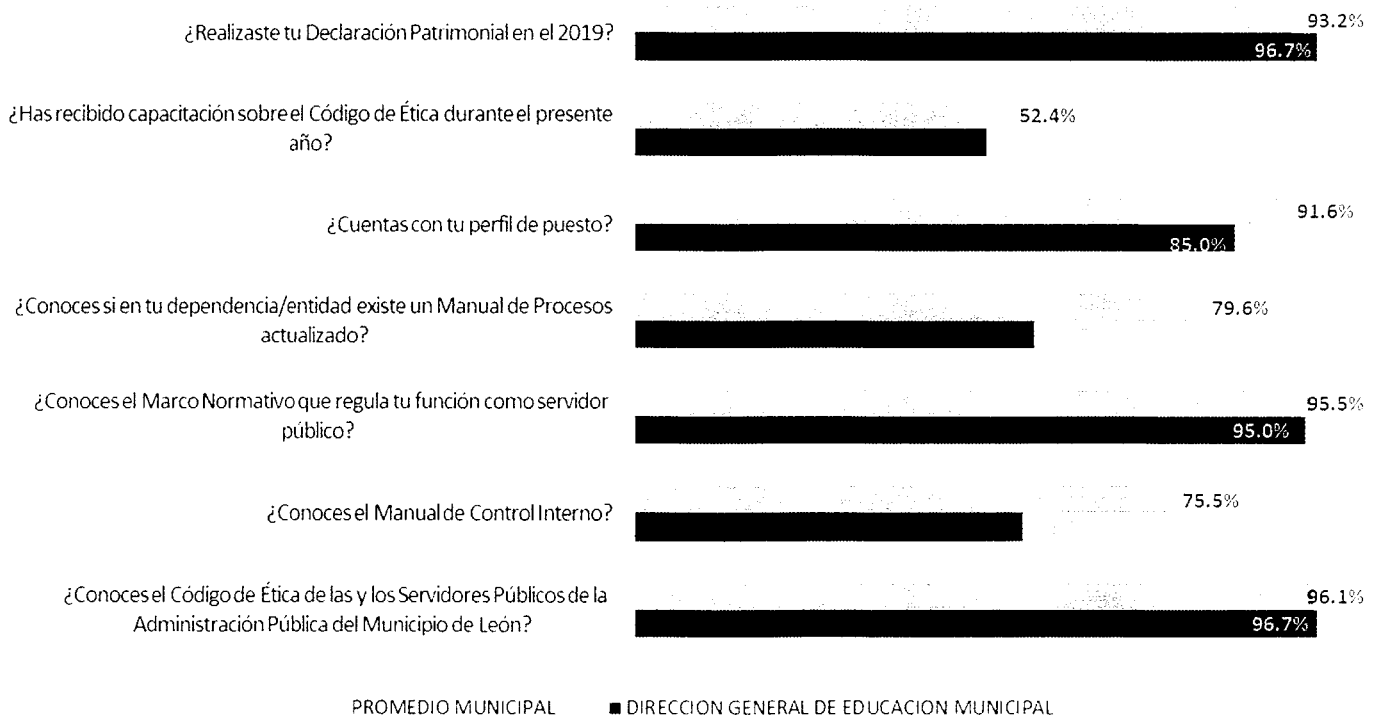 ¿Realizaste tu Declaración Patrimonial en el 2019?
93.2%
96.7%
¿Has recibido capacitación sobre el Código de Ética durante el presente
año?
52.4%
¿Cuentas con tu perfil de puesto?
91.6%
85.0%
¿Conoces si en tu dependencia/entidad existe un Manual de Procesos
actualizado?
79.6%
¿Conoces el Marco Normativo que regula tu función como servidor
público?
95.5%
95.0%
¿Conoces el Manual de Control Interno?
75.5%
¿Conoces el Código de Ética de las y los Servidores Públicos de la
Administración Pública del Municipio de León?
96.1%
96.7%
PROMEDIO MUNICIPAL
DIRECCION GENERAL DE EDUCACION MUNICIPAL